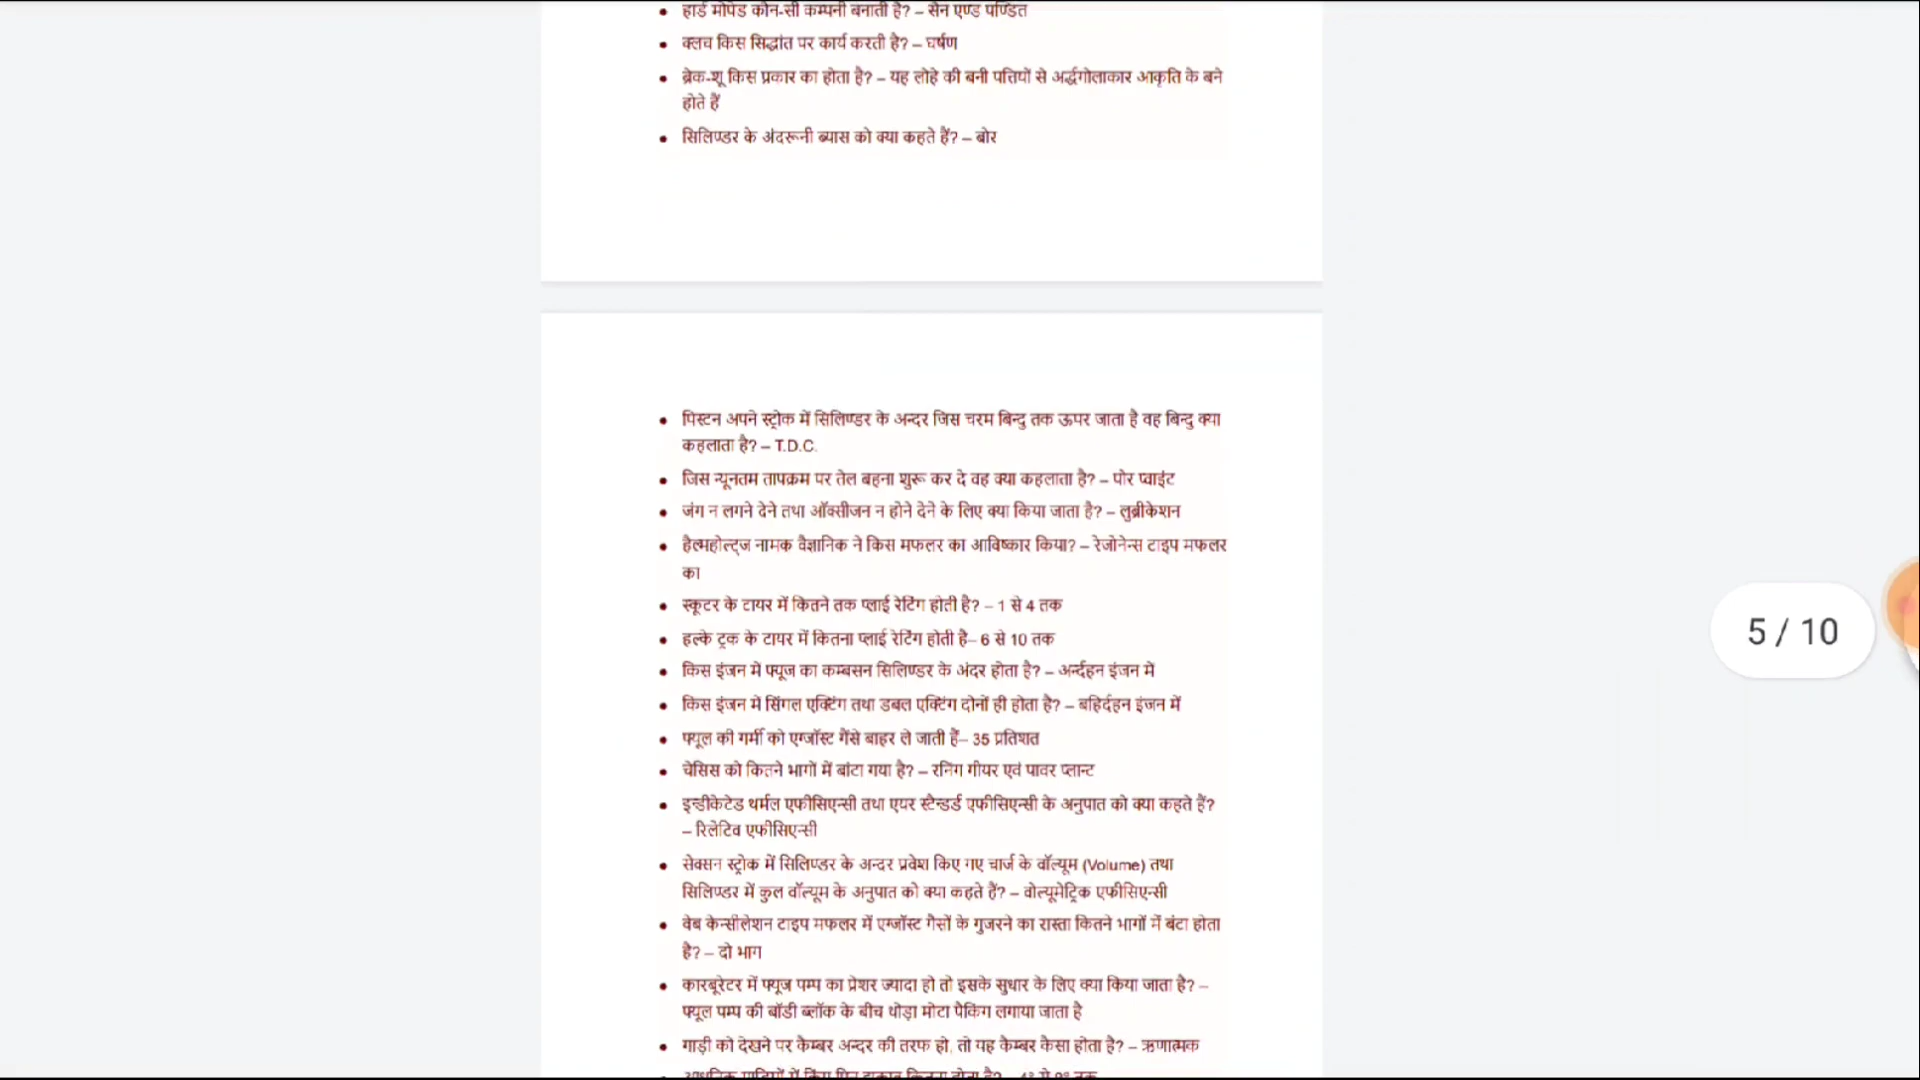 हार्ड मोपेड कौन-सी कम्पनी बनाती है? – सेन एण्ड पण्डित
क्लच किस सिद्धांत पर कार्य करती है? – घर्षण
ब्रेक-शू किस प्रकार का होता है? – यह लोहे की बनी पत्तियों से अर्द्धगोलाकार आकृति के बने
होते हैं
सिलिण्डर के अंदरूनी ब्यास को क्या कहते हैं? – बोर
पिस्टन अपने स्ट्रोक में सिलिण्डर के अन्दर जिस चरम बिन्दु तक ऊपर जाता है वह बिन्दु क्या
कहलाता है? – T.D.C.
जिस न्यूनतम तापक्रम पर तेल बहना शुरू कर दे वह क्या कहलाता है? – पोर प्वाइंट
जंग न लगने देने तथा ऑक्सीजन न होने देने के लिए क्या किया जाता है? – लुब्रीकेशन
हैल्महोल्ट्ज नामक वैज्ञानिक ने किस मफलर का आविष्कार किया? – रेजोनेन्स टाइप मफलर
का
स्कूटर के टायर में कितने तक प्लाई रेटिंग होती है? – 1 से 4 तक
हल्के ट्रक के टायर में कितना प्लाई रेटिंग होती है– 6 से 10 तक
किस इंजन में फ्यूज का कम्बसन सिलिण्डर के अंदर होता है? – अर्न्दहन इंजन में
किस इंजन में सिंगल एक्टिंग तथा डबल एक्टिंग दोनों ही होता है? – बहिर्दहन इंजन में
फ्यूल की गर्मी को एग्जॉस्ट गैंसे बाहर ले जाती हैं– 35 प्रतिशत
चेसिस को कितने भागों में बांटा गया है? – रनिंग गीयर एवं पावर प्लान्ट
इन्डीकेटेड थर्मल एफीसिएन्सी तथा एयर स्टैन्डर्ड एफीसिएन्सी के अनुपात को क्या कहते हैं?
– रिलेटिव एफीसिएन्सी
सेक्सन स्ट्रोक में सिलिण्डर के अन्दर प्रवेश किए गए चार्ज के वॉल्यूम (Volume) तथा
सिलिण्डर में कुल वॉल्यूम के अनुपात को क्या कहते हैं? – वोल्यूमेट्रिक एफीसिएन्सी
वेब केन्सीलेशन टाइप मफलर में एग्जॉस्ट गैसों के गुजरने का रास्ता कितने भागों में बंटा होता
है? – दो भाग
कारबूरेटर में फ्यूज पम्प का प्रेशर ज्यादा हो तो इसके सुधार के लिए क्या किया जाता है? –
फ्यूल पम्प की बॉडी ब्लॉक के बीच थोड़ा मोटा पैकिंग लगाया जाता है
गाड़ी को देखने पर कैम्बर अन्दर की तरफ हो, तो यह कैम्बर कैसा होता है? – ऋणात्मक
5 / 10